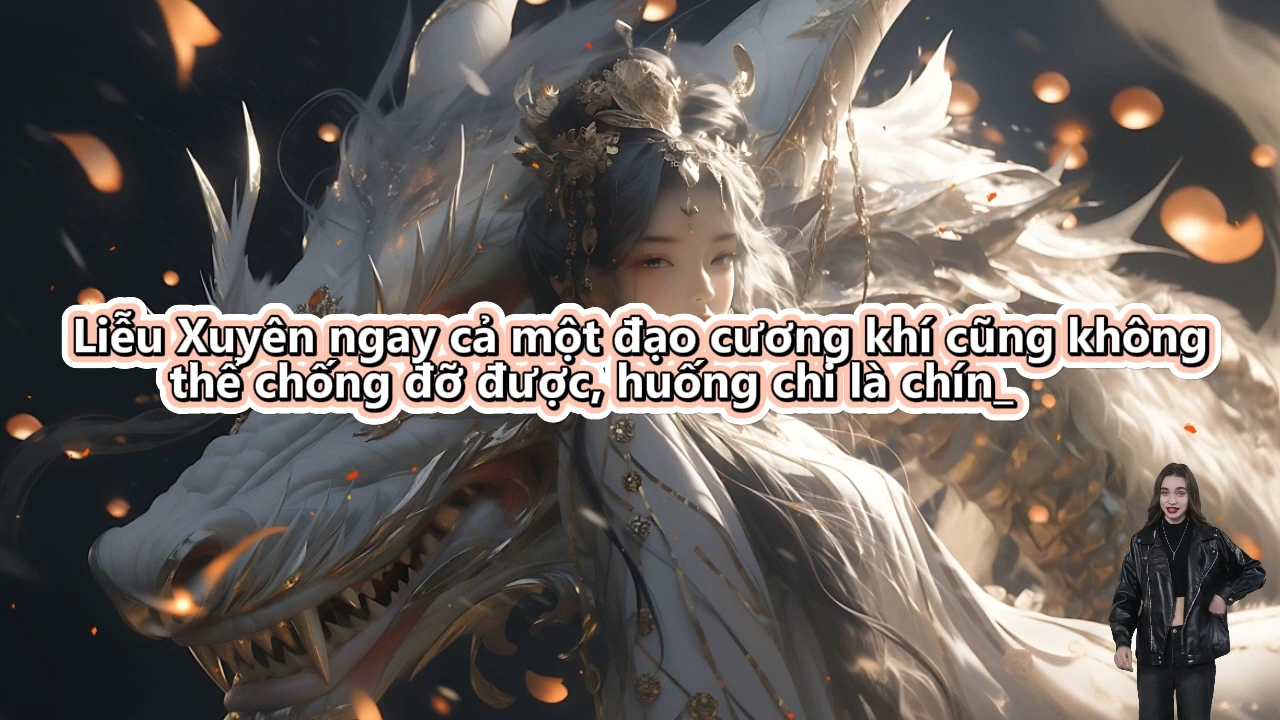 Liễu Xuyên ngay cả một đạo cương khí cũng không
thể chống đỡ được, huống chi là chín_